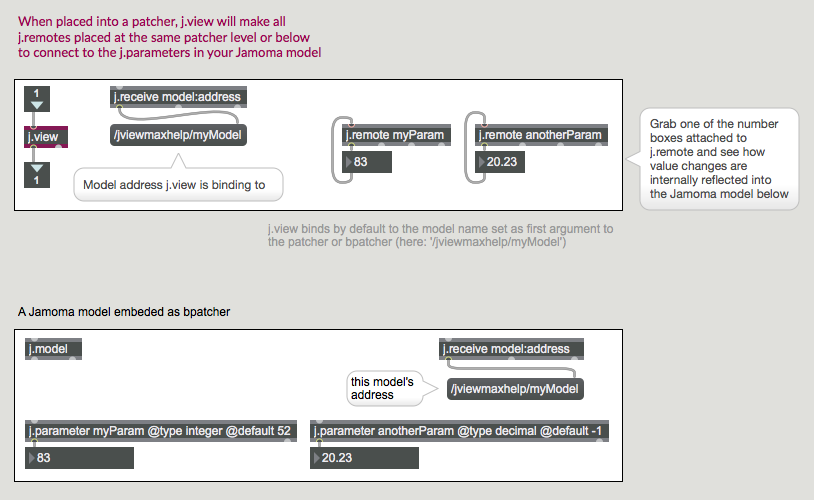 When placed into a patcher, j.view will make all
j.remotes placed at the same patcher level or below
to connect to the j.parameters in your Jamoma model
1
j.view
1
j.receive model:address
/jviewmaxhelp/myModel
Model address j.view is binding to
j.remote myParam
83
j.remote anotherParam
20.23
Grab one of the number
boxes attached to
j.remote and see how
value changes are
internally reflected into
the Jamoma model below
j.view binds by default to the model name set as first argument to
the patcher or bpatcher (here: '/jviewmaxhelp/myModel')
A Jamoma model embeded as bpatcher
j.model
j.receive model:address
this model's
address
/jviewmaxhelp/myModel
j.parameter myParam @type integer @default 52
83
j.parameter anotherParam @type decimal @default -1
20.23